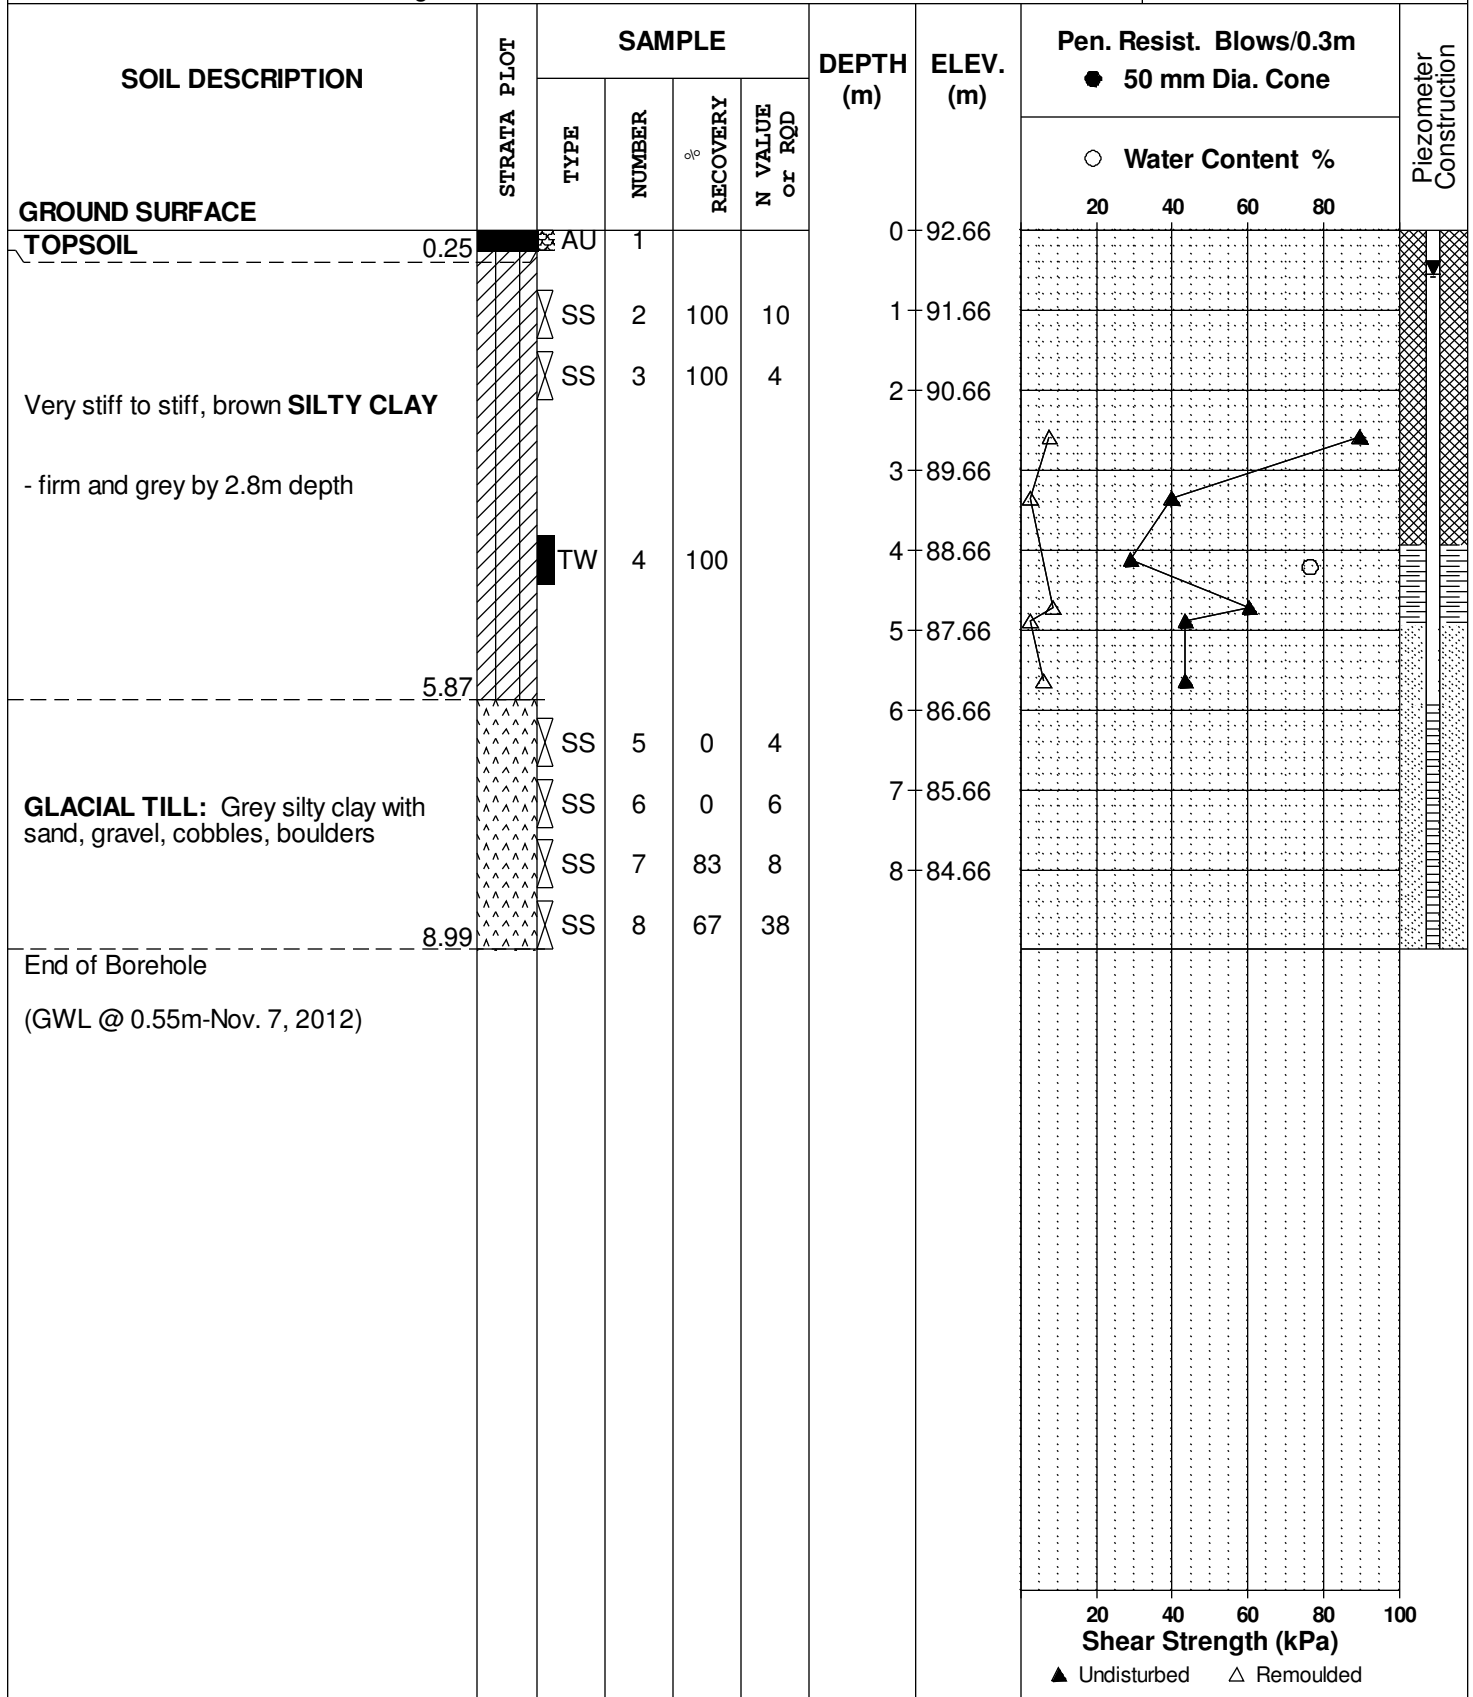 SOIL DESCRIPTION
GROUND SURFACE
STRATA PLOT
SAMPLE
TYPE
NUMBER
% RECOVERY
N VALUE or RQD
DEPTH (m)
ELEV. (m)
Pen. Resist. Blows/0.3m
● 50 mm Dia. Cone
○ Water Content %
20 40 60 80
Piezometer Construction
TOPSOIL 0.25
AU 1
0 92.66
SS 2 100 10
1 91.66
SS 3 100 4
2 90.66
Very stiff to stiff, brown SILTY CLAY
3 89.66
- firm and grey by 2.8m depth
TW 4 100
4 88.66
5 87.66
5.87
6 86.66
SS 5 0 4
7 85.66
GLACIAL TILL: Grey silty clay with
sand, gravel, cobbles, boulders
SS 6 0 6
SS 7 83 8
8 84.66
SS 8 67 38
8.99
End of Borehole
(GWL @ 0.55m-Nov. 7, 2012)
20 40 60 80 100
Shear Strength (kPa)
▲ Undisturbed △ Remoulded